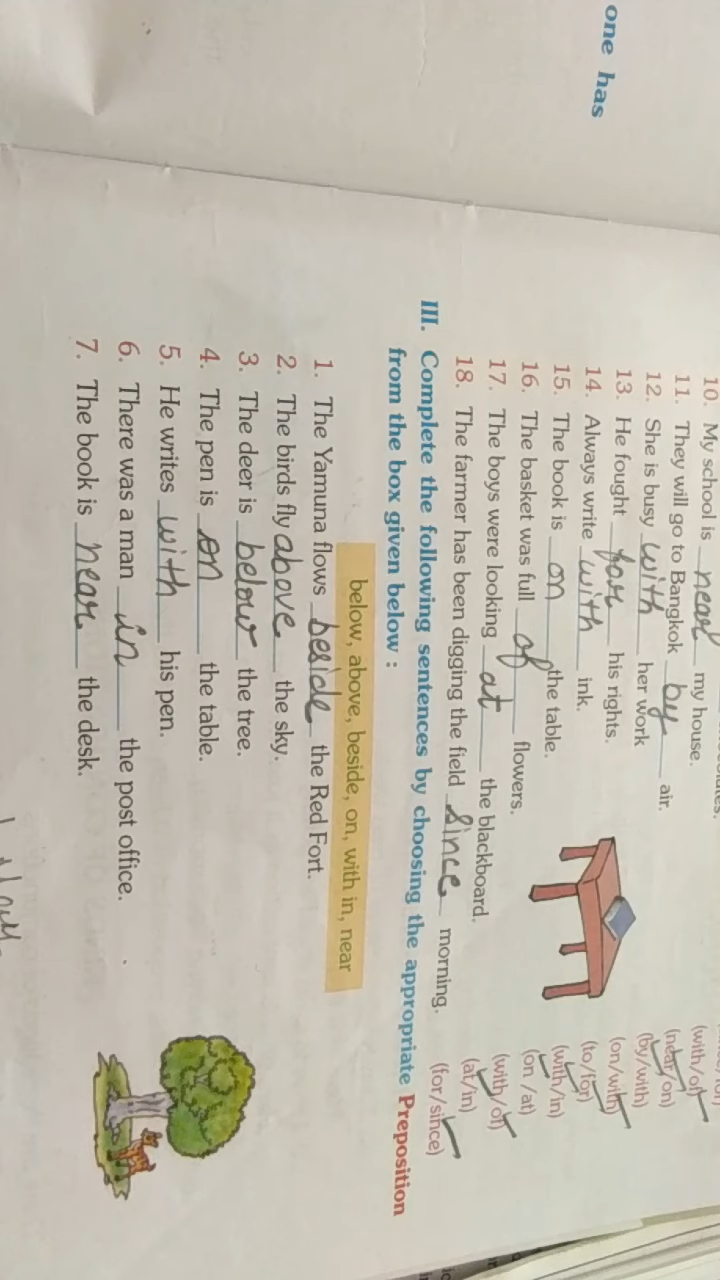 one has
10. My school is near my house.
11. They will go to Bangkok by air. (near/on)
12. She is busy with her work (by/with)
13. He fought for his rights. (on/with)
14. Always write with ink. (to/for)
15. The book is on the table. (with/in)
16. The basket was full of flowers. (on /at)
17. The boys were looking at the blackboard. (with/of)
(at/in)
18. The farmer has been digging the field since morning. (for/since)
III. Complete the following sentences by choosing the appropriate Preposition
from the box given below :
below, above, beside, on, with in, near
1. The Yamuna flows beside the Red Fort.
2. The birds fly above the sky.
3. The deer is below the tree.
4. The pen is on the table.
5. He writes with his pen.
6. There was a man in the post office.
7. The book is near the desk.